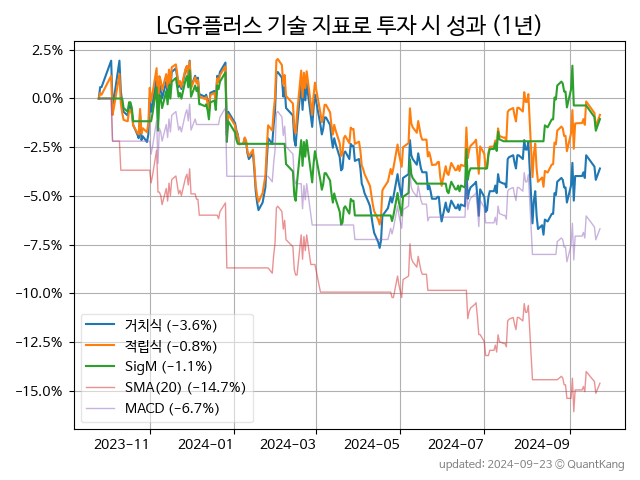 LG유플러스 기술 지표로 투자 시 성과 (1년)
2.5%
0.0%
−2.5%
−5.0%
−7.5%
−10.0%
−12.5%
−15.0%
거치식 (−3.6%)
적립식 (−0.8%)
SigM (−1.1%)
SMA(20) (−14.7%)
MACD (−6.7%)
2023-11 2024-01 2024-03 2024-05 2024-07 2024-09
updated: 2024-09-23 © QuantKang